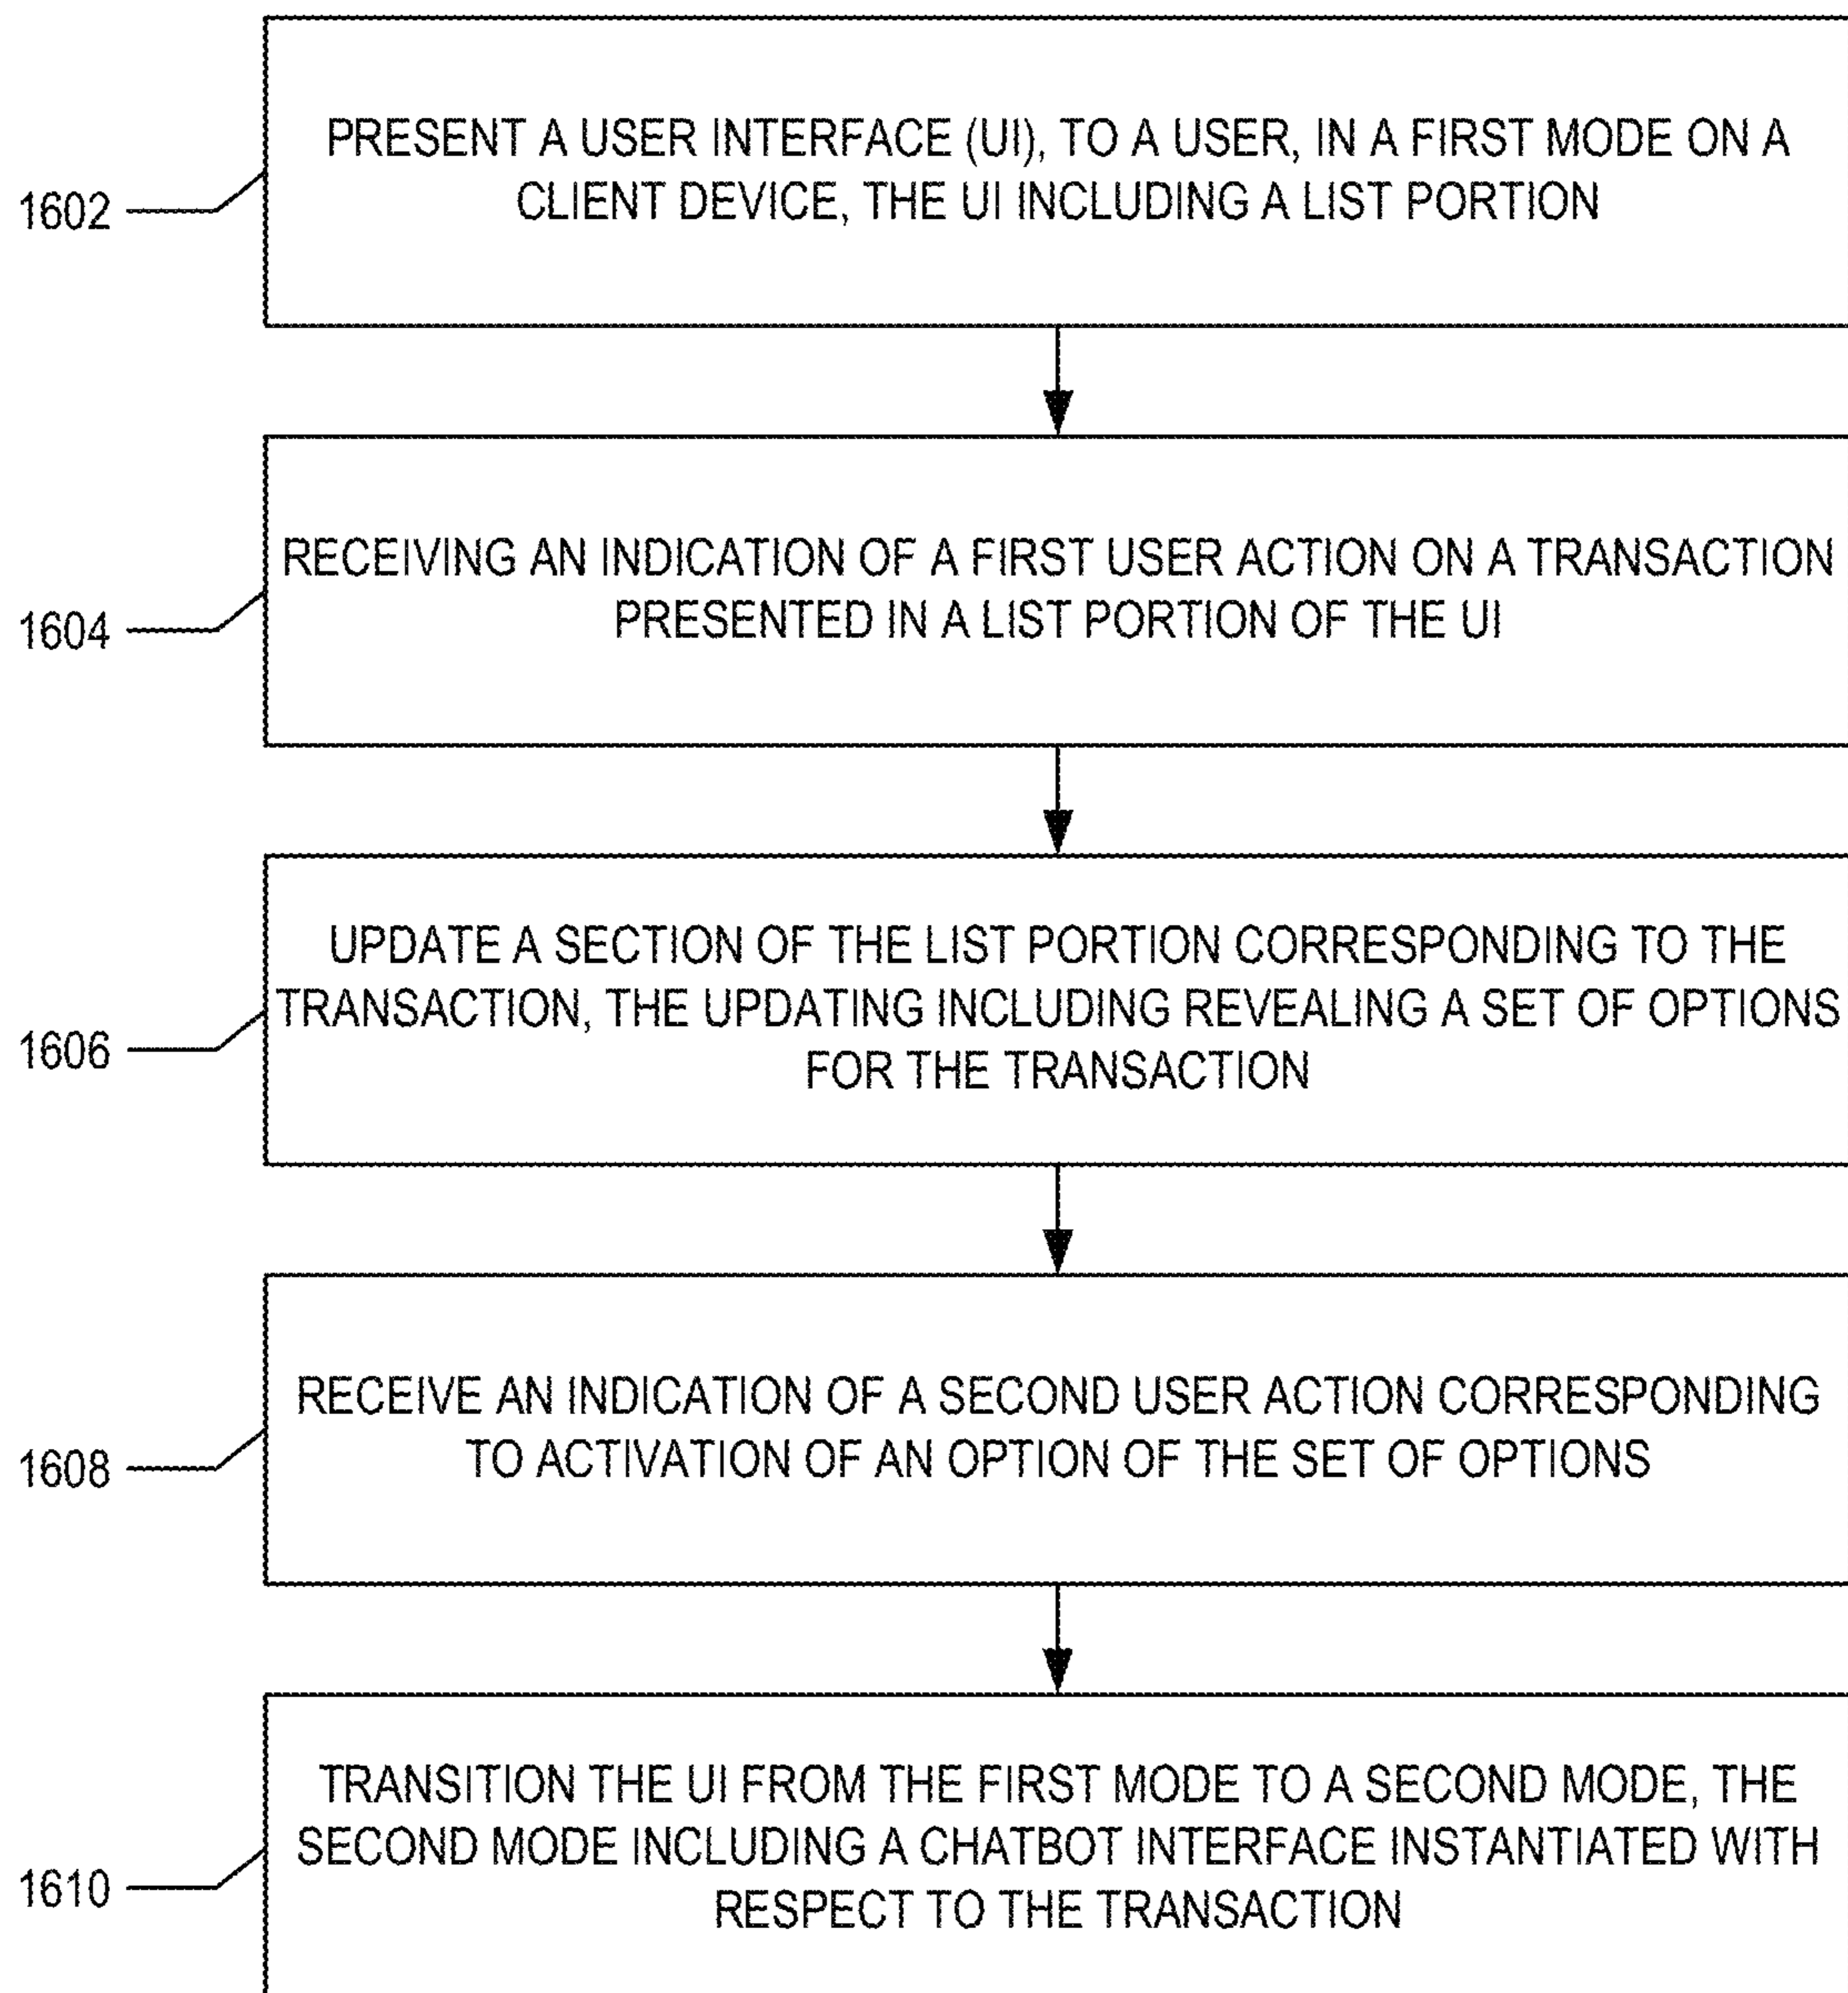 PRESENT A USER INTERFACE (UI), TO A USER, IN A FIRST MODE ON A
CLIENT DEVICE, THE UI INCLUDING A LIST PORTION
1602
RECEIVING AN INDICATION OF A FIRST USER ACTION ON A TRANSACTION
PRESENTED IN A LIST PORTION OF THE UI
1604
UPDATE A SECTION OF THE LIST PORTION CORRESPONDING TO THE
TRANSACTION, THE UPDATING INCLUDING REVEALING A SET OF OPTIONS
FOR THE TRANSACTION
1606
RECEIVE AN INDICATION OF A SECOND USER ACTION CORRESPONDING
TO ACTIVATION OF AN OPTION OF THE SET OF OPTIONS
1608
TRANSITION THE UI FROM THE FIRST MODE TO A SECOND MODE, THE
SECOND MODE INCLUDING A CHATBOT INTERFACE INSTANTIATED WITH
RESPECT TO THE TRANSACTION
1610